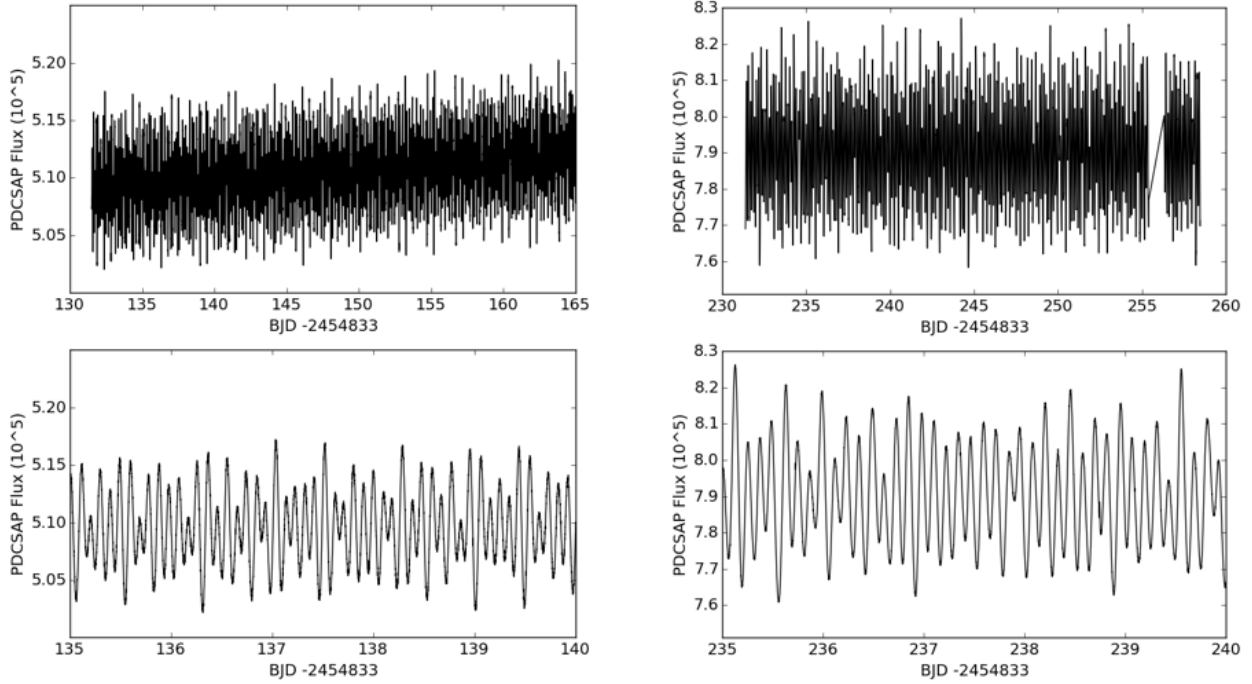 5.20
5.15
5.10
5.05
PDCSAP Flux (10^5)
130 135 140 145 150 155 160 165
BJD -2454833
8.3
8.2
8.1
8.0
7.9
7.8
7.7
7.6
PDCSAP Flux (10^5)
230 235 240 245 250 255 260
BJD -2454833
5.20
5.15
5.10
5.05
PDCSAP Flux (10^5)
135 136 137 138 139 140
BJD -2454833
8.3
8.2
8.1
8.0
7.9
7.8
7.7
7.6
PDCSAP Flux (10^5)
235 236 237 238 239 240
BJD -2454833